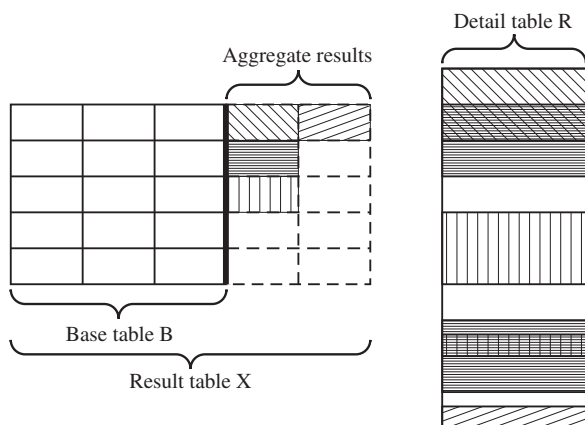 Detail table R
Aggregate results
Base table B
Result table X